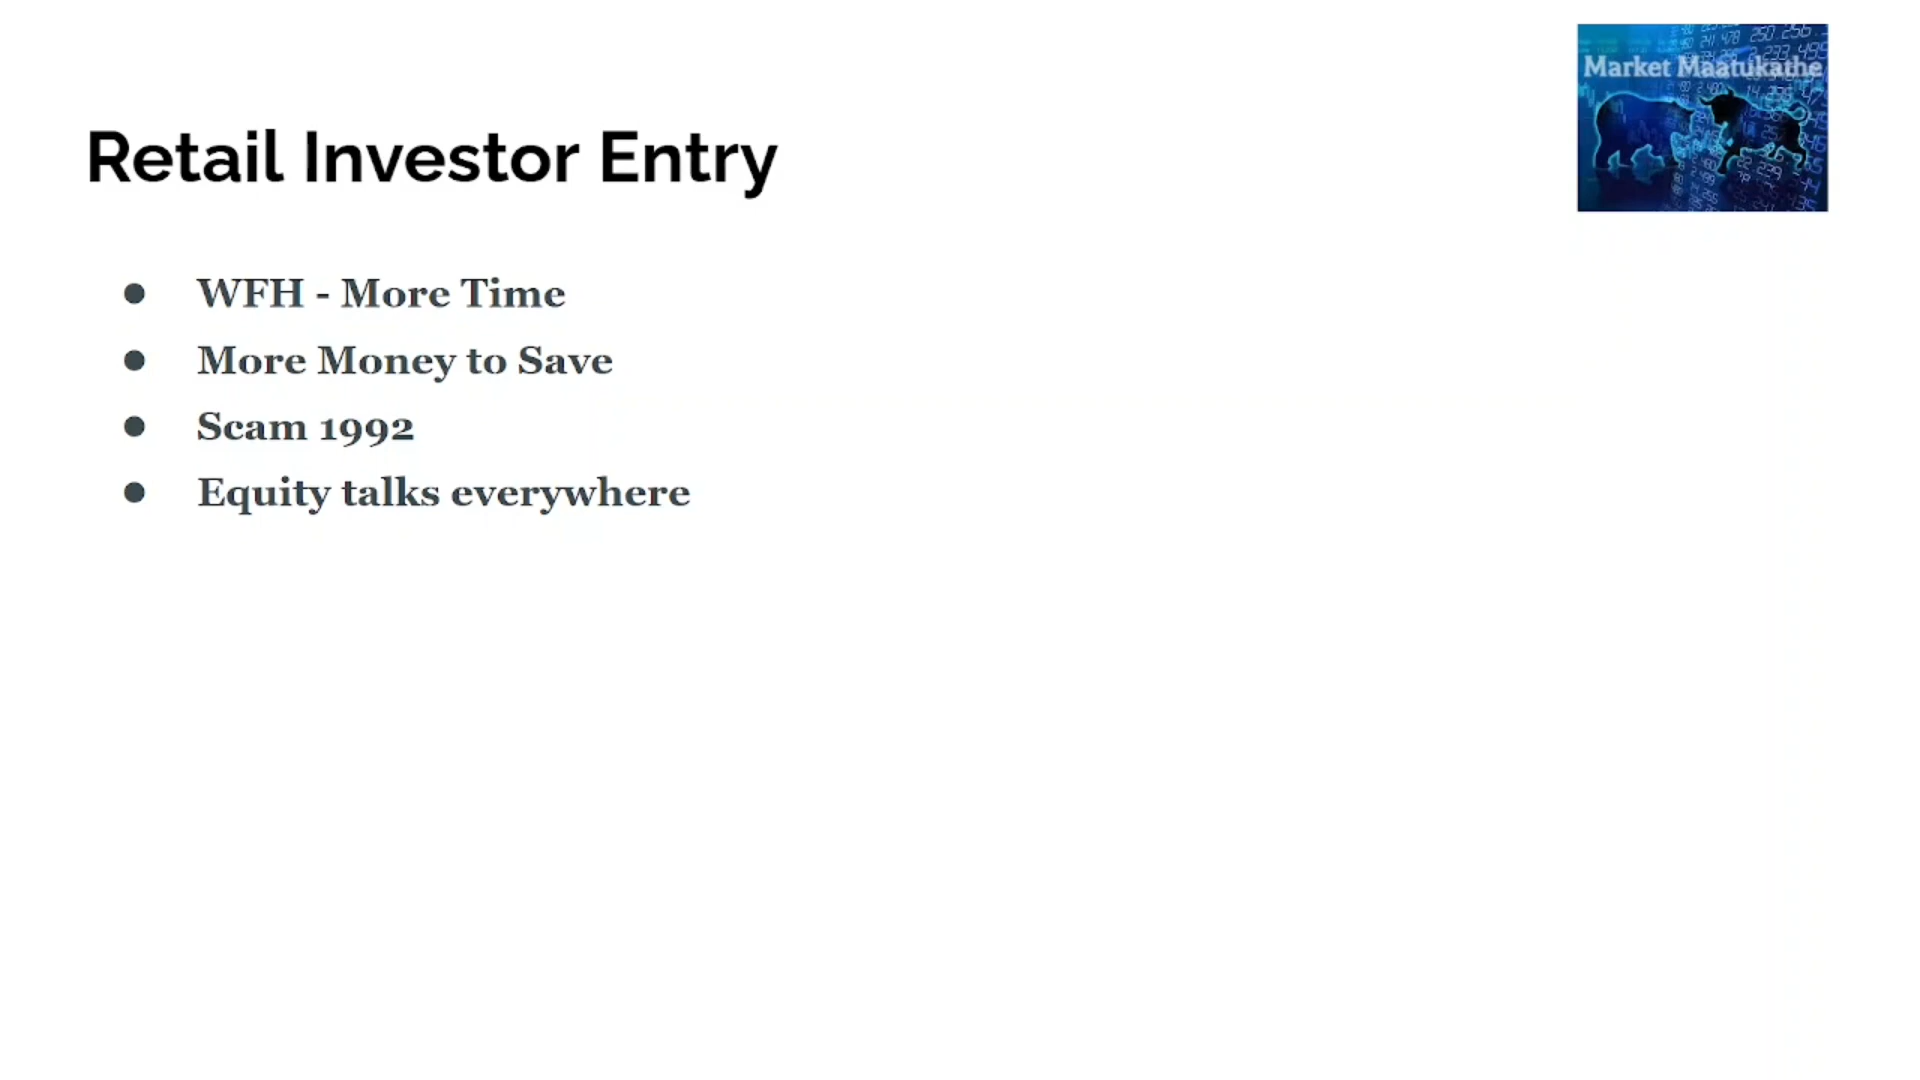 Market Maatukathe
Retail Investor Entry
● WFH - More Time
● More Money to Save
● Scam 1992
● Equity talks everywhere